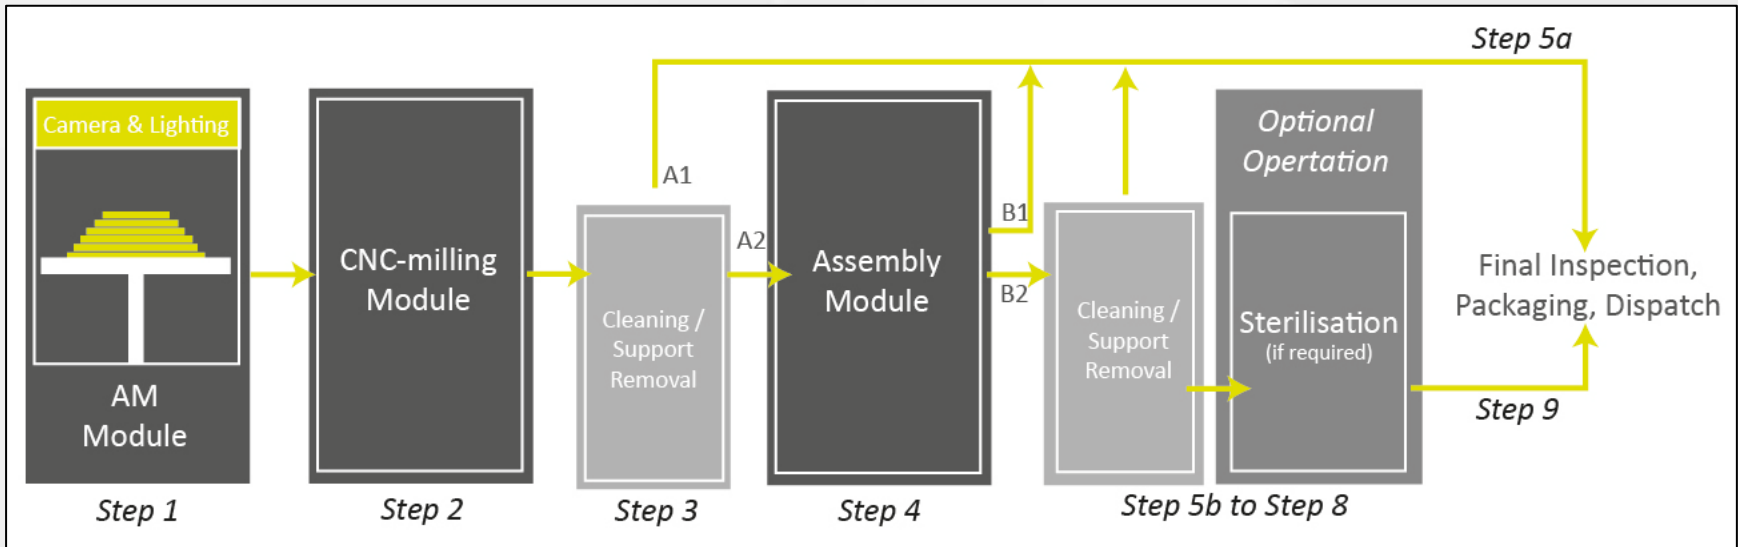 Step 5a
Camera & Lighting
AM
Module
Step 1
CNC-milling
Module
Step 2
A1
Cleaning /
Support
Removal
Step 3
A2
Assembly
Module
Step 4
B1
B2
Cleaning /
Support
Removal
Optional
Opertation
Sterilisation
(if required)
Step 5b to Step 8
Final Inspection,
Packaging, Dispatch
Step 9